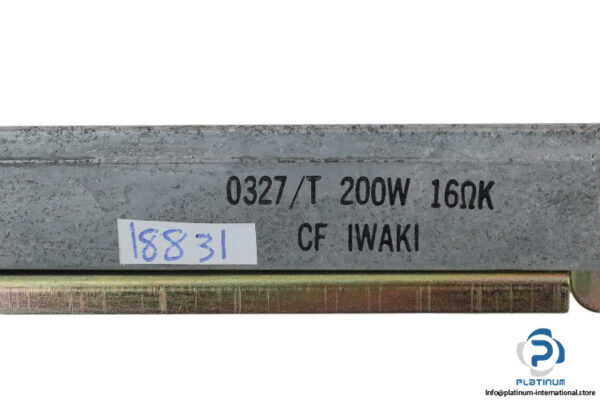 0327/T 200W 16ΩK
CF IWAKI
18831
PLATINUM
Info@platinum-international.store